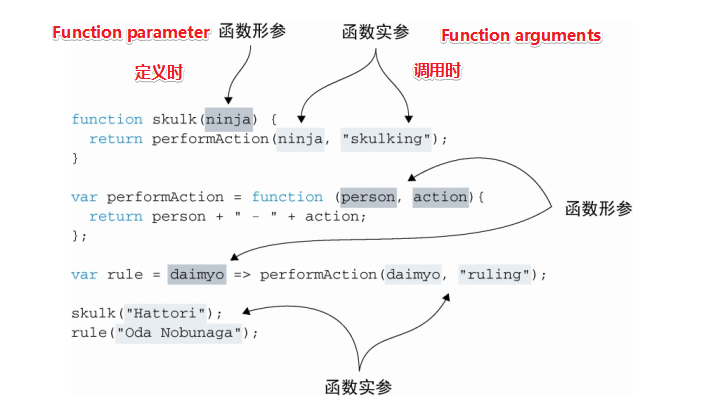 Function parameter 函数形参 函数实参 Function arguments
定义时 调用时
function skulk(ninja) {
  return performAction(ninja, "skulking");
}
var performAction = function (person, action){
  return person + " - " + action;
};
函数形参
var rule = daimyo => performAction(daimyo, "ruling");
skulk("Hattori");
rule("Oda Nobunaga");
函数实参